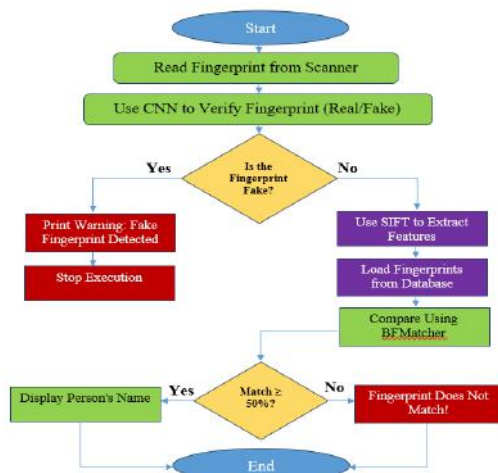 Start
Read Fingerprint from Scanner
Use CNN to Verify Fingerprint (Real/Fake)
Yes
Is the
Fingerprint
Fake?
No
Print Warning: Fake
Fingerprint Detected
Stop Execution
Use SIFT to Extract
Features
Load Fingerprints
from Database
Compare Using
BFMatcher
Display Person's Name
Yes
Match ≥
50%?
No
Fingerprint Does Not
Match!
End